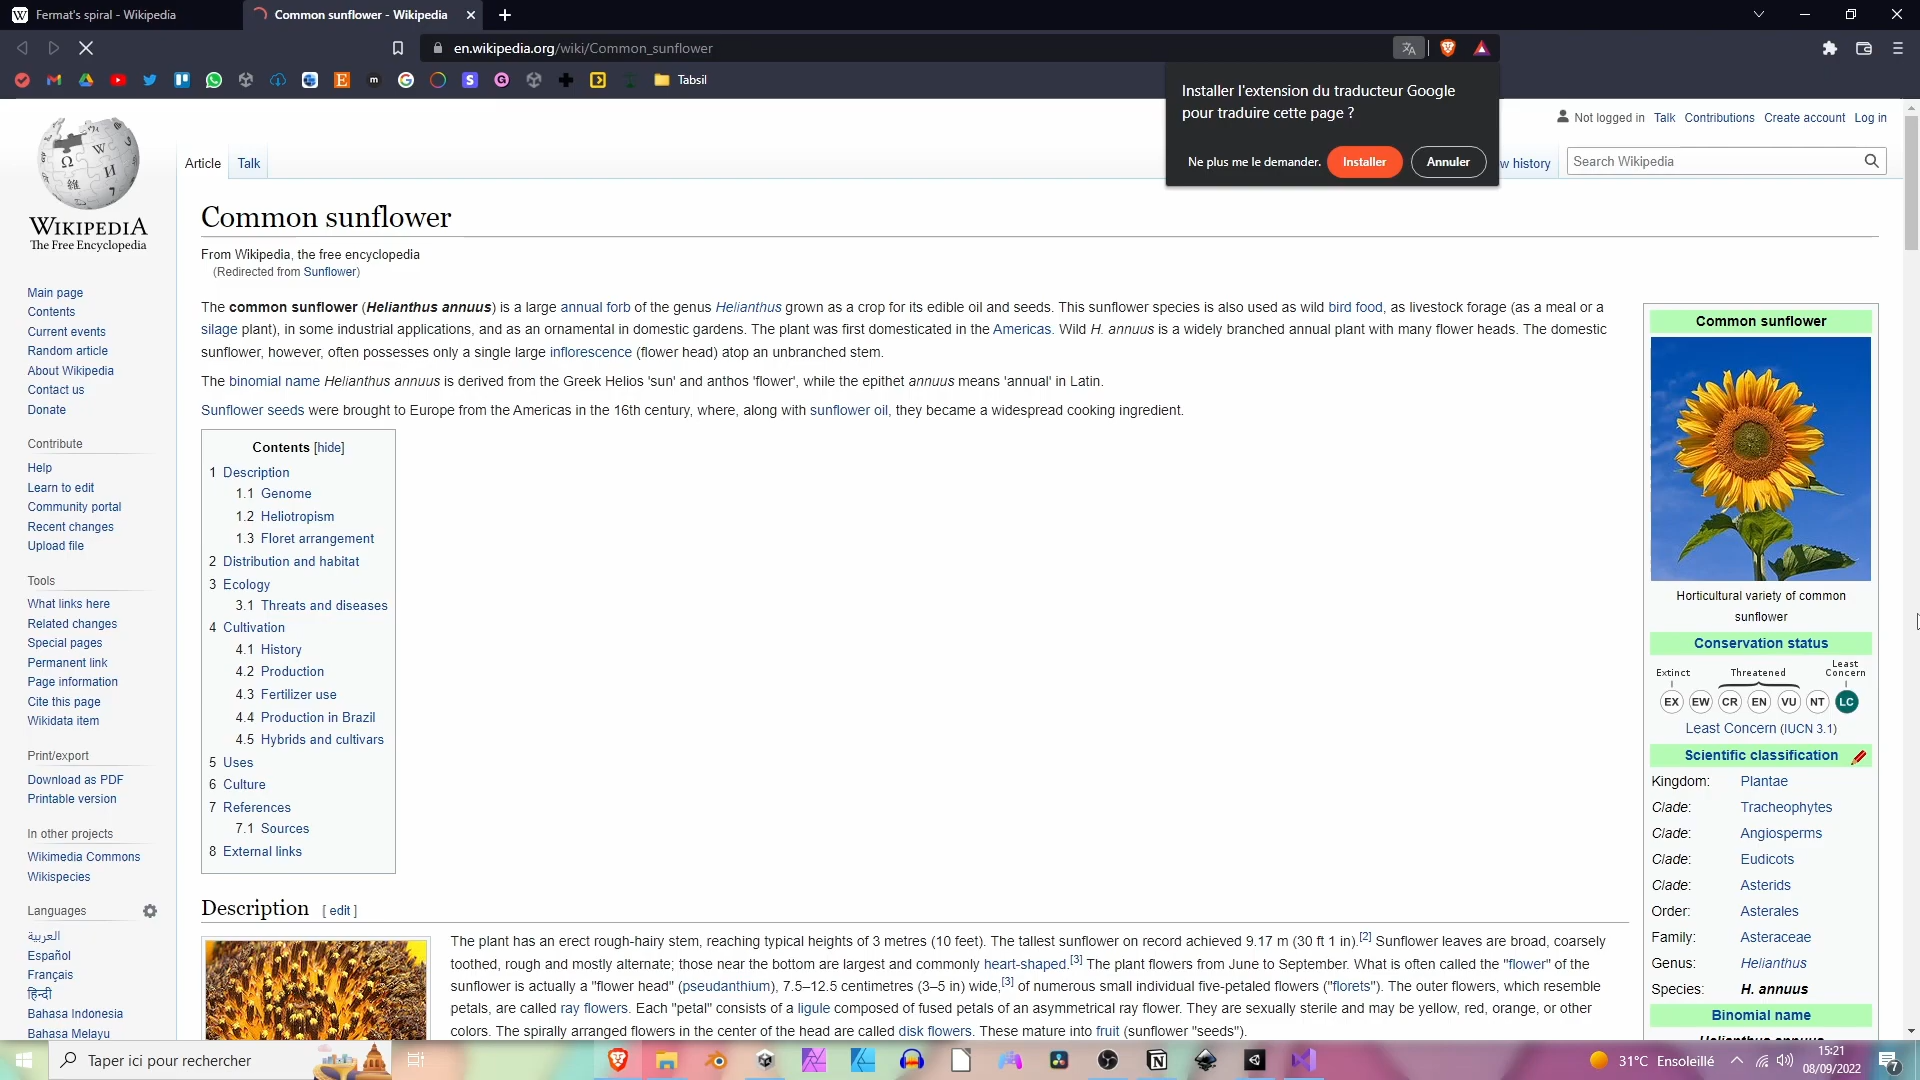 Fermat's spiral - Wikipedia
Common sunflower - Wikipedia
en.wikipedia.org/wiki/Common_sunflower
Tabsil
Installer l'extension du traducteur Google
pour traduire cette page ?
Ne plus me le demander.
Installer
Annuler
Not logged in
Talk
Contributions
Create account
Log in
WIKIPEDIA
The Free Encyclopedia
Article
Talk
w history
Search Wikipedia
Common sunflower
From Wikipedia, the free encyclopedia
(Redirected from Sunflower)
The common sunflower (Helianthus annuus) is a large annual forb of the genus Helianthus grown as a crop for its edible oil and seeds. This sunflower species is also used as wild bird food, as livestock forage (as a meal or a
silage plant), in some industrial applications, and as an ornamental in domestic gardens. The plant was first domesticated in the Americas. Wild H. annuus is a widely branched annual plant with many flower heads. The domestic
sunflower, however, often possesses only a single large inflorescence (flower head) atop an unbranched stem.
The binomial name Helianthus annuus is derived from the Greek Helios 'sun' and anthos 'flower', while the epithet annuus means 'annual' in Latin.
Sunflower seeds were brought to Europe from the Americas in the 16th century, where, along with sunflower oil, they became a widespread cooking ingredient.
Main page
Contents
Current events
Random article
About Wikipedia
Contact us
Donate
Contribute
Help
Learn to edit
Community portal
Recent changes
Upload file
Tools
What links here
Related changes
Special pages
Permanent link
Page information
Cite this page
Wikidata item
Print/export
Download as PDF
Printable version
In other projects
Wikimedia Commons
Wikispecies
Languages
العربية
Español
Français
हिन्दी
Bahasa Indonesia
Bahasa Melayu
Contents [hide]
1 Description
1.1 Genome
1.2 Heliotropism
1.3 Floret arrangement
2 Distribution and habitat
3 Ecology
3.1 Threats and diseases
4 Cultivation
4.1 History
4.2 Production
4.3 Fertilizer use
4.4 Production in Brazil
4.5 Hybrids and cultivars
5 Uses
6 Culture
7 References
7.1 Sources
8 External links
Description [ edit ]
The plant has an erect rough-hairy stem, reaching typical heights of 3 metres (10 feet). The tallest sunflower on record achieved 9.17 m (30 ft 1 in).[2] Sunflower leaves are broad, coarsely
toothed, rough and mostly alternate; those near the bottom are largest and commonly heart-shaped.[3] The plant flowers from June to September. What is often called the "flower" of the
sunflower is actually a "flower head" (pseudanthium), 7.5–12.5 centimetres (3–5 in) wide,[3] of numerous small individual five-petaled flowers ("florets"). The outer flowers, which resemble
petals, are called ray flowers. Each "petal" consists of a ligule composed of fused petals of an asymmetrical ray flower. They are sexually sterile and may be yellow, red, orange, or other
colors. The spirally arranged flowers in the center of the head are called disk flowers. These mature into fruit (sunflower "seeds").
Common sunflower
Horticultural variety of common
sunflower
Conservation status
Extinct
Threatened
Least
Concern
EX EW CR EN VU NT LC
Least Concern (IUCN 3.1)
Scientific classification
Kingdom: Plantae
Clade: Tracheophytes
Clade: Angiosperms
Clade: Eudicots
Clade: Asterids
Order: Asterales
Family: Asteraceae
Genus: Helianthus
Species: H. annuus
Binomial name
Helianthus annuus
Taper ici pour rechercher
31°C Ensoleillé
15:21
08/09/2022
7